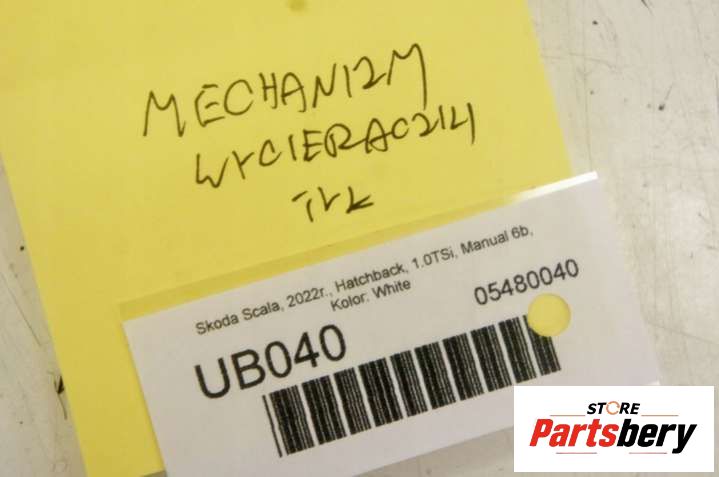 MECHANIZM
WYCIERACZKI
TYŁ
Skoda Scala, 2022r., Hatchback, 1.0TSi, Manual 6b,
Kolor: White
UB040
05480040
STORE
Partsbery